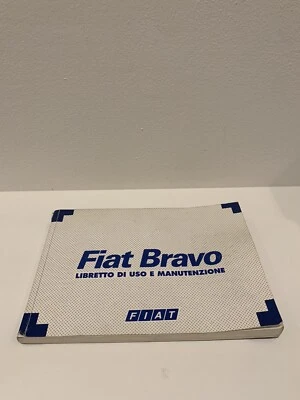 Fiat Bravo
LIBRETTO DI USO E MANUTENZIONE
FIAT